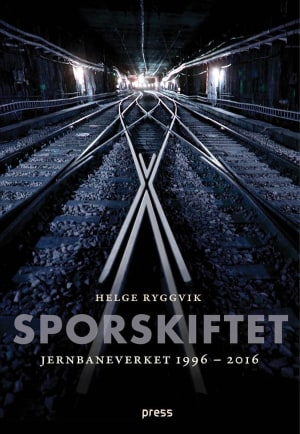 HELGE RYGGVIK
SPORSKIFTET
JERNBANEVERKET 1996 – 2016
press